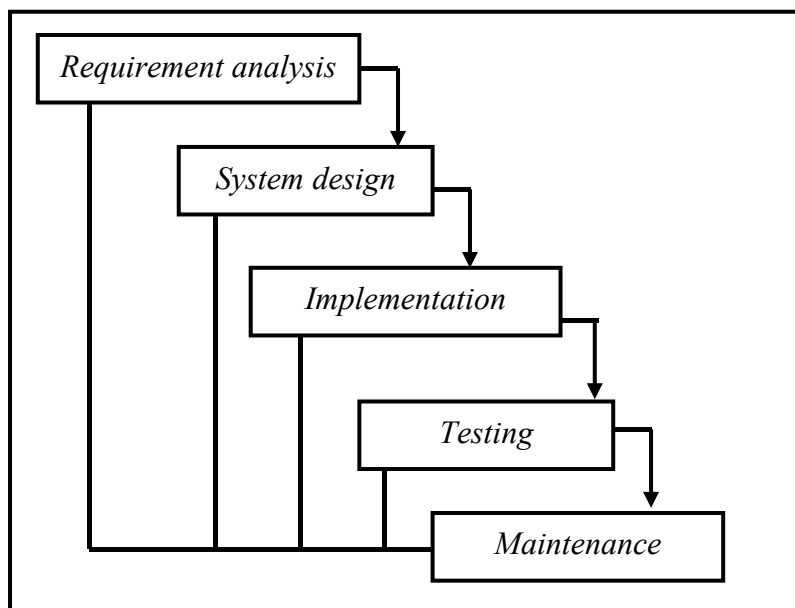 Requirement analysis
System design
Implementation
Testing
Maintenance